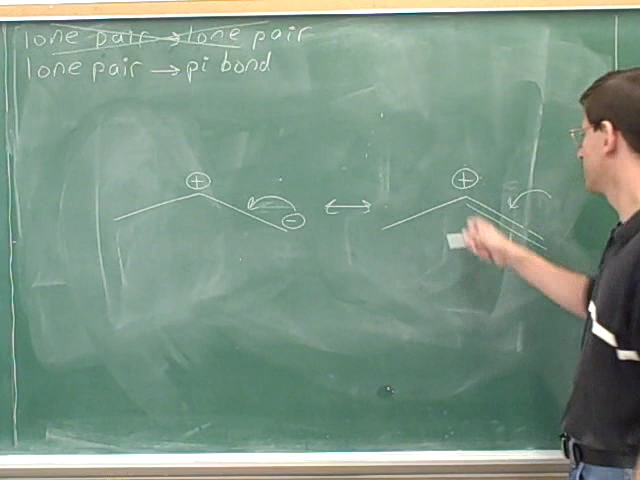 lone pair → lone pair
lone pair → pi bond
+ - ↔ +